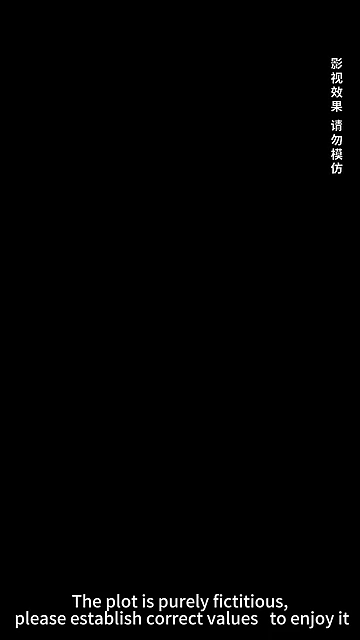 影视效果 请勿模仿
The plot is purely fictitious,
please establish correct values to enjoy it